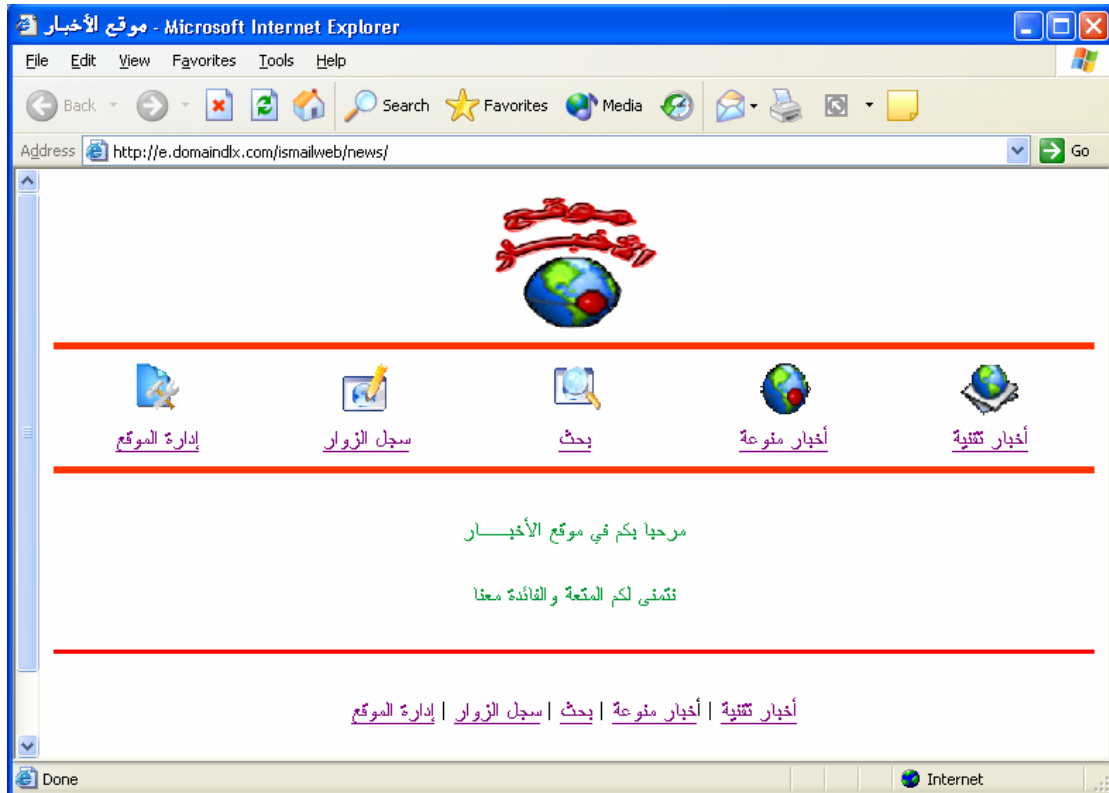 موقع الأخبار - Microsoft Internet Explorer
File Edit View Favorites Tools Help
Back Search Favorites Media
Address http://e.domaindlx.com/ismailweb/news/ Go
موقع
الأخبار
أخبار تقنية أخبار منوعة بحث سجل الزوار إدارة الموقع
مرحبا بكم في موقع الأخبـــــار
نتمنى لكم المتعة والفائدة معنا
أخبار تقنية | أخبار منوعة | بحث | سجل الزوار | إدارة الموقع
Done Internet